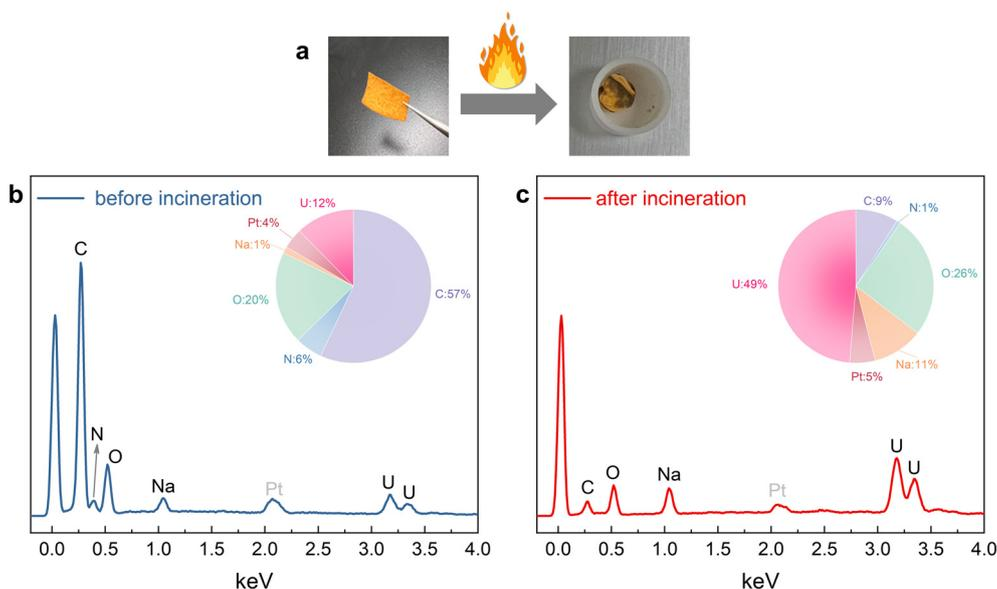 a
b
before incineration
U:12%
Pt:4%
Na:1%
O:20%
N:6%
C:57%
C
N
O
Na
Pt
U
U
0.0 0.5 1.0 1.5 2.0 2.5 3.0 3.5 4.0
keV
c
after incineration
C:9%
N:1%
O:26%
U:49%
Na:11%
Pt:5%
C
O
Na
Pt
U
U
0.0 0.5 1.0 1.5 2.0 2.5 3.0 3.5 4.0
keV